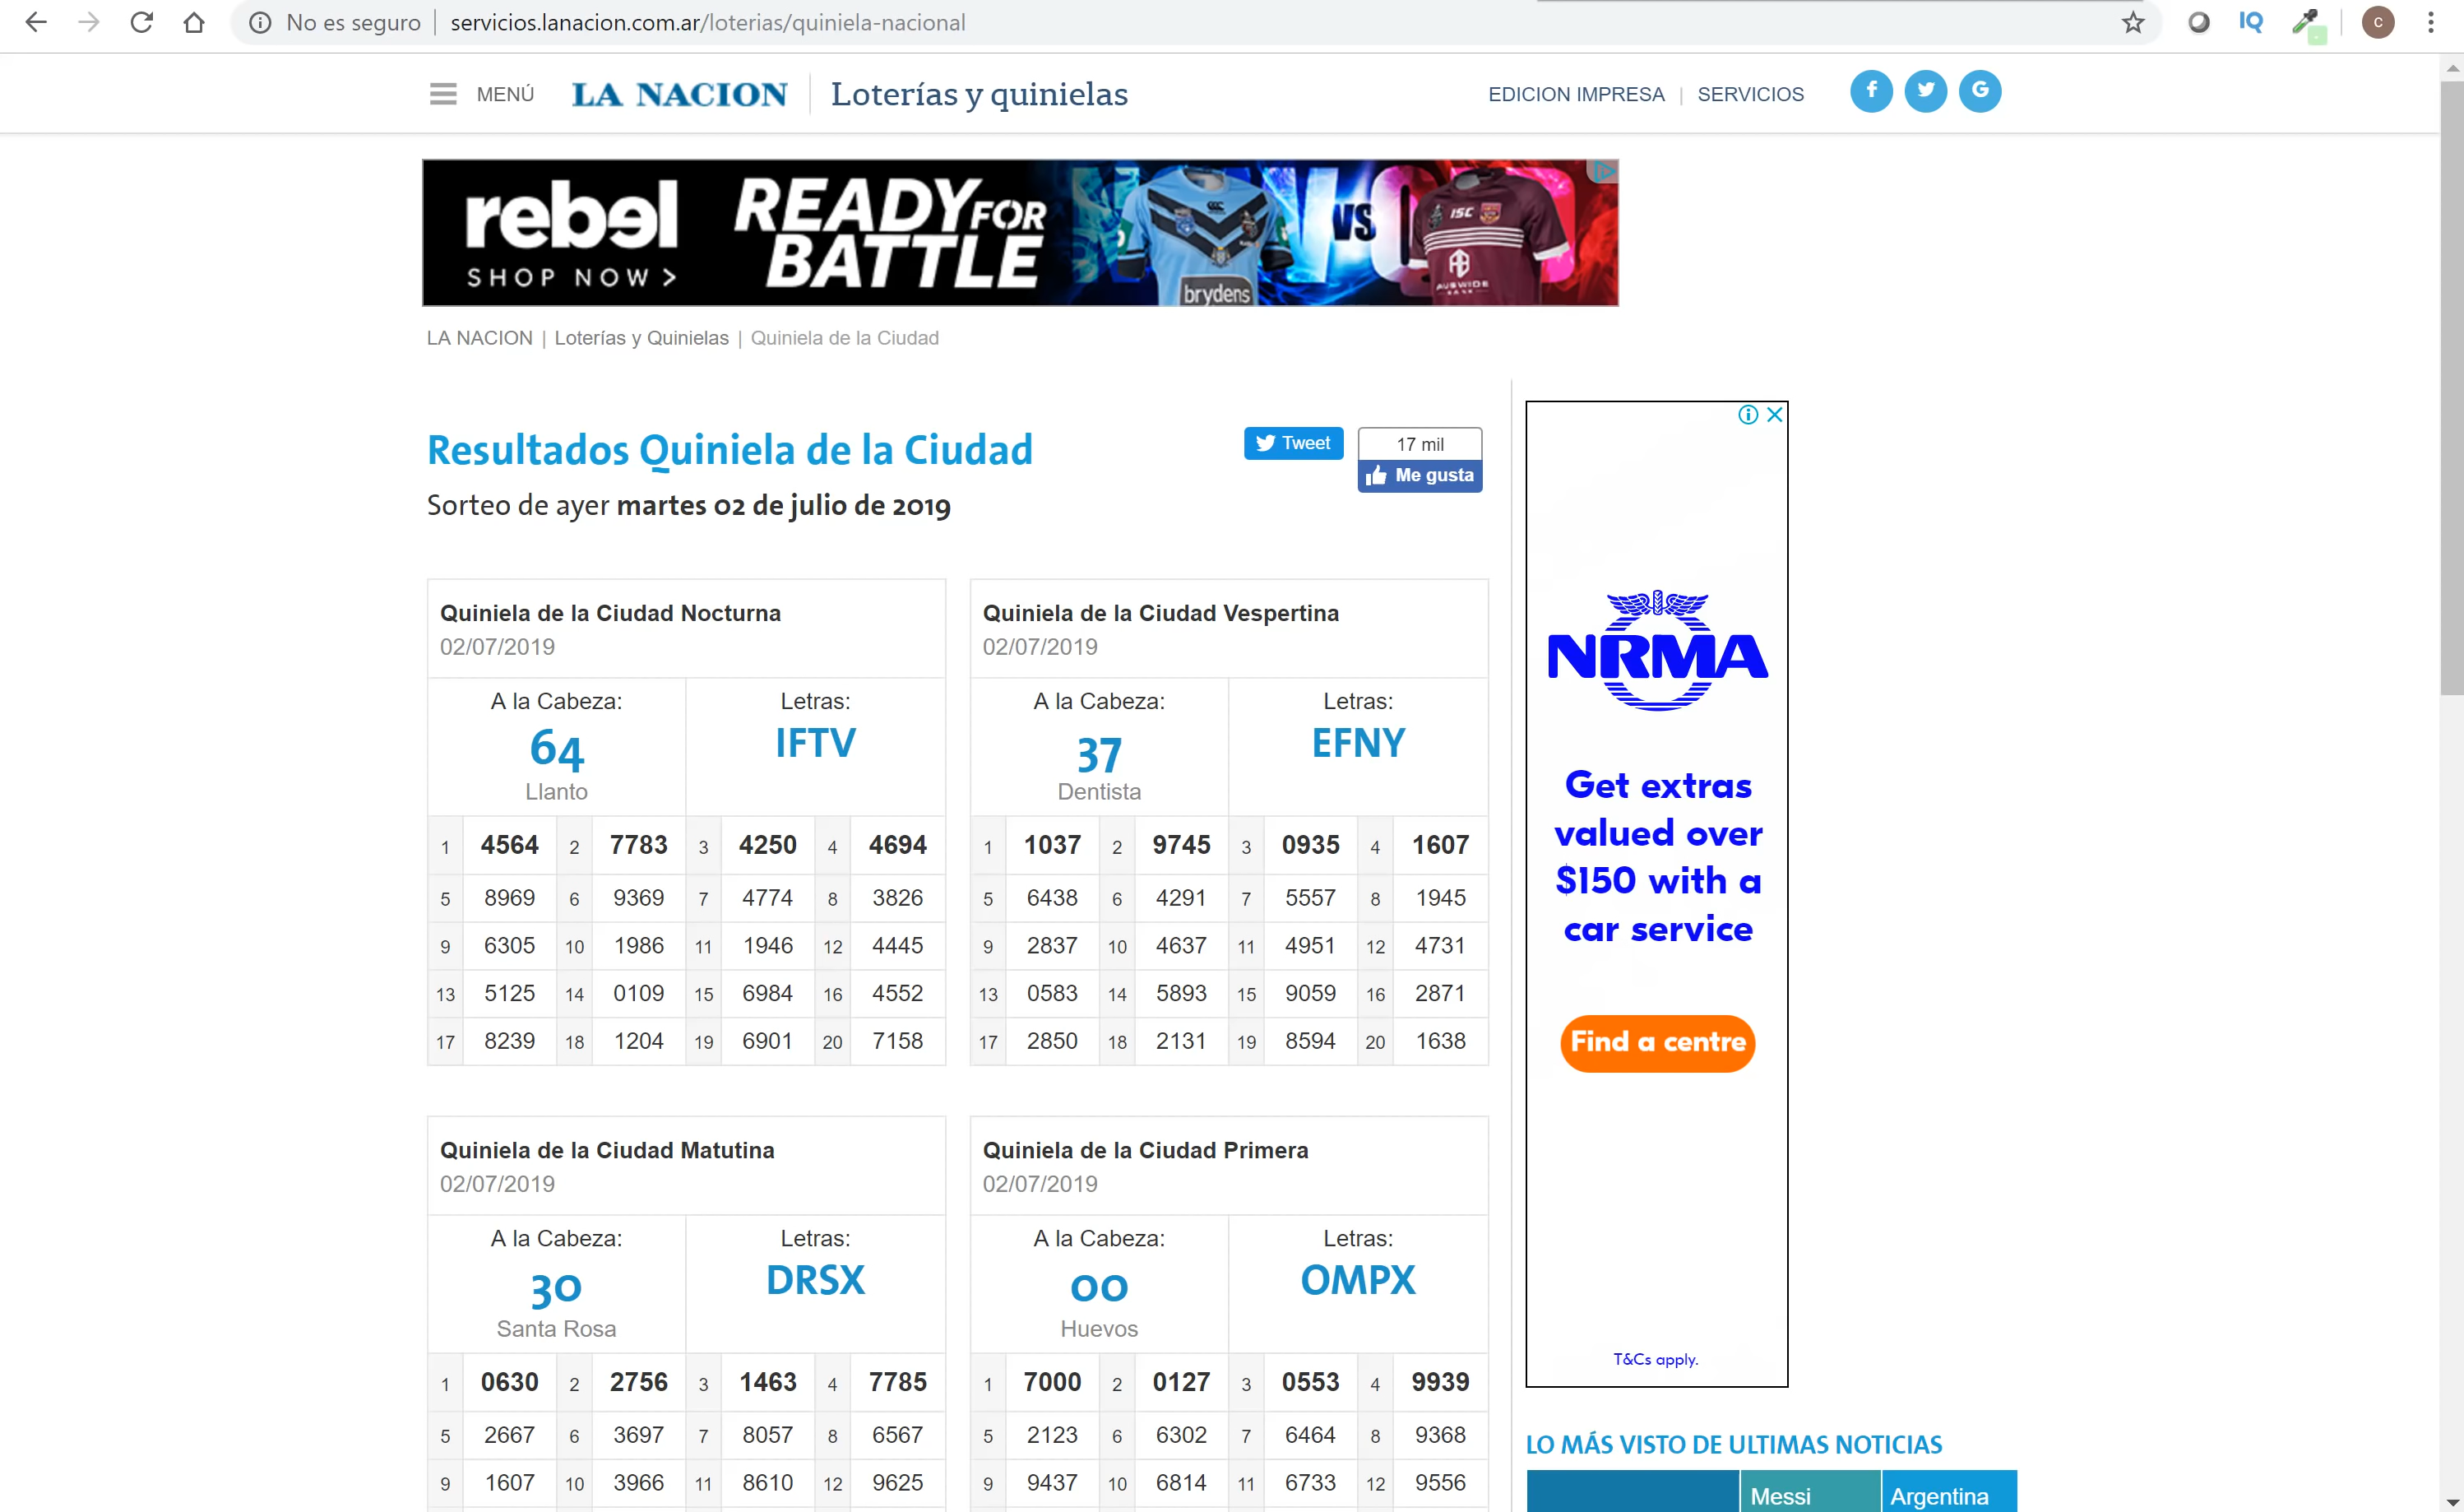 No es seguro | servicios.lanacion.com.ar/loterias/quiniela-nacional
IQ
c
MENÚ LA NACION Loterías y quinielas EDICION IMPRESA | SERVICIOS f G
rebel READY FOR BATTLE VS
SHOP NOW >
ISC
brydens
AUSWIDE BANK
LA NACION | Loterías y Quinielas | Quiniela de la Ciudad
Resultados Quiniela de la Ciudad
Tweet
17 mil
Me gusta
Sorteo de ayer martes 02 de julio de 2019
Quiniela de la Ciudad Nocturna
02/07/2019
A la Cabeza: Letras:
64 IFTV
Llanto
1 4564 2 7783 3 4250 4 4694
5 8969 6 9369 7 4774 8 3826
9 6305 10 1986 11 1946 12 4445
13 5125 14 0109 15 6984 16 4552
17 8239 18 1204 19 6901 20 7158
Quiniela de la Ciudad Vespertina
02/07/2019
A la Cabeza: Letras:
37 EFNY
Dentista
1 1037 2 9745 3 0935 4 1607
5 6438 6 4291 7 5557 8 1945
9 2837 10 4637 11 4951 12 4731
13 0583 14 5893 15 9059 16 2871
17 2850 18 2131 19 8594 20 1638
Quiniela de la Ciudad Matutina
02/07/2019
A la Cabeza: Letras:
30 DRSX
Santa Rosa
1 0630 2 2756 3 1463 4 7785
5 2667 6 3697 7 8057 8 6567
9 1607 10 3966 11 8610 12 9625
Quiniela de la Ciudad Primera
02/07/2019
A la Cabeza: Letras:
00 OMPX
Huevos
1 7000 2 0127 3 0553 4 9939
5 2123 6 6302 7 6464 8 9368
9 9437 10 6814 11 6733 12 9556
NRMA
Get extras
valued over
$150 with a
car service
Find a centre
T&Cs apply.
LO MÁS VISTO DE ULTIMAS NOTICIAS
Messi Argentina